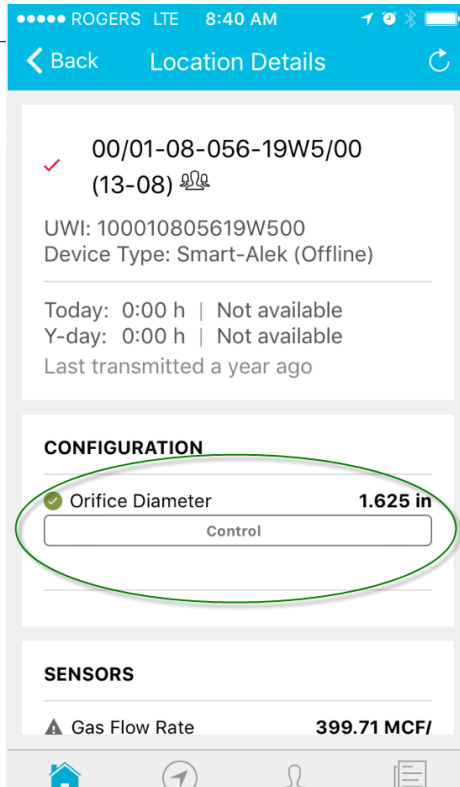 ROGERS LTE 8:40 AM
Back Location Details
00/01-08-056-19W5/00
(13-08)
UWI: 100010805619W500
Device Type: Smart-Alek (Offline)
Today: 0:00 h | Not available
Y-day: 0:00 h | Not available
Last transmitted a year ago
CONFIGURATION
Orifice Diameter 1.625 in
Control
SENSORS
Gas Flow Rate 399.71 MCF/